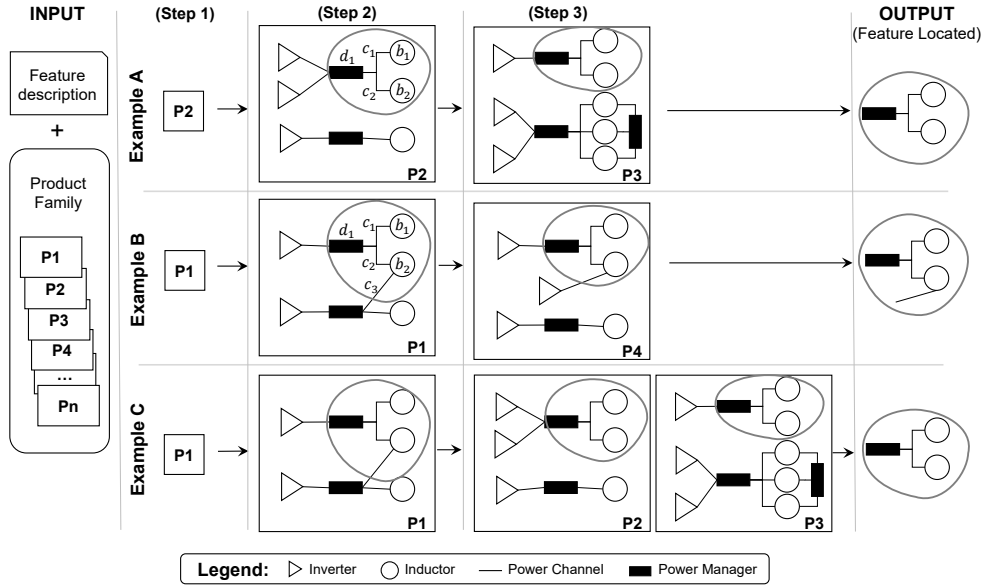 INPUT
(Step 1)
(Step 2)
(Step 3)
OUTPUT
(Feature Located)
Feature
description
+
Product
Family
P1
P2
P3
P4
...
Pn
Example A
P2
d1
c1
b1
c2
b2
P2
P3
Example B
P1
d1
c1
b1
c2
b2
c3
P1
P4
Example C
P1
P1
P2
P3
Legend: Inverter Inductor Power Channel Power Manager